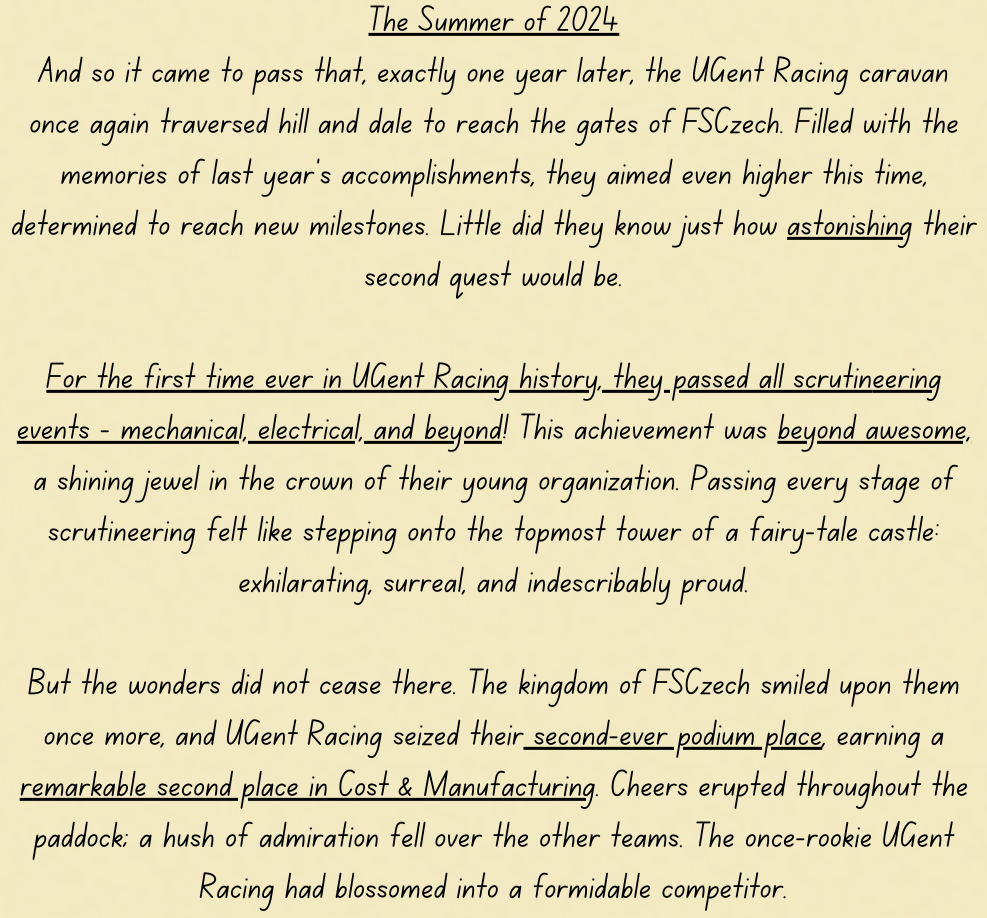 The Summer of 2024
And so it came to pass that, exactly one year later, the UGent Racing caravan
once again traversed hill and dale to reach the gates of FSCzech. Filled with the
memories of last year's accomplishments, they aimed even higher this time,
determined to reach new milestones. Little did they know just how astonishing their
second quest would be.
For the first time ever in UGent Racing history, they passed all scrutineering
events - mechanical, electrical, and beyond! This achievement was beyond awesome,
a shining jewel in the crown of their young organization. Passing every stage of
scrutineering felt like stepping onto the topmost tower of a fairy-tale castle:
exhilarating, surreal, and indescribably proud.
But the wonders did not cease there. The kingdom of FSCzech smiled upon them
once more, and UGent Racing seized their second-ever podium place, earning a
remarkable second place in Cost & Manufacturing. Cheers erupted throughout the
paddock; a hush of admiration fell over the other teams. The once-rookie UGent
Racing had blossomed into a formidable competitor.